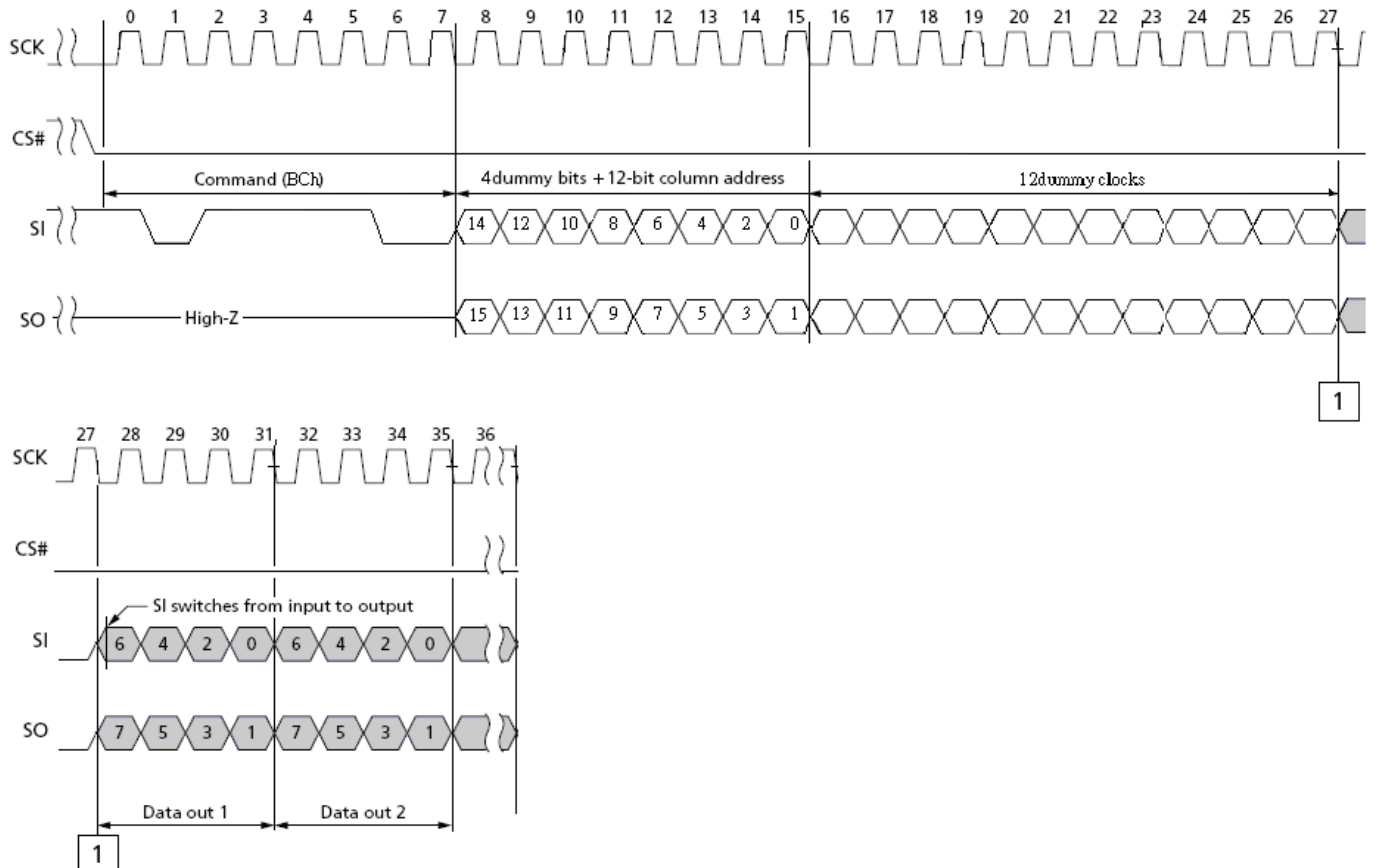 0 1 2 3 4 5 6 7 8 9 10 11 12 13 14 15 16 17 18 19 20 21 22 23 24 25 26 27
SCK
CS#
Command (BCh) 4dummy bits + 12-bit column address 12dummy clocks
SI 14 12 10 8 6 4 2 0
SO High-Z 15 13 11 9 7 5 3 1
1
27 28 29 30 31 32 33 34 35 36
SCK
CS#
SI switches from input to output
SI 6 4 2 0 6 4 2 0
SO 7 5 3 1 7 5 3 1
Data out 1 Data out 2
1